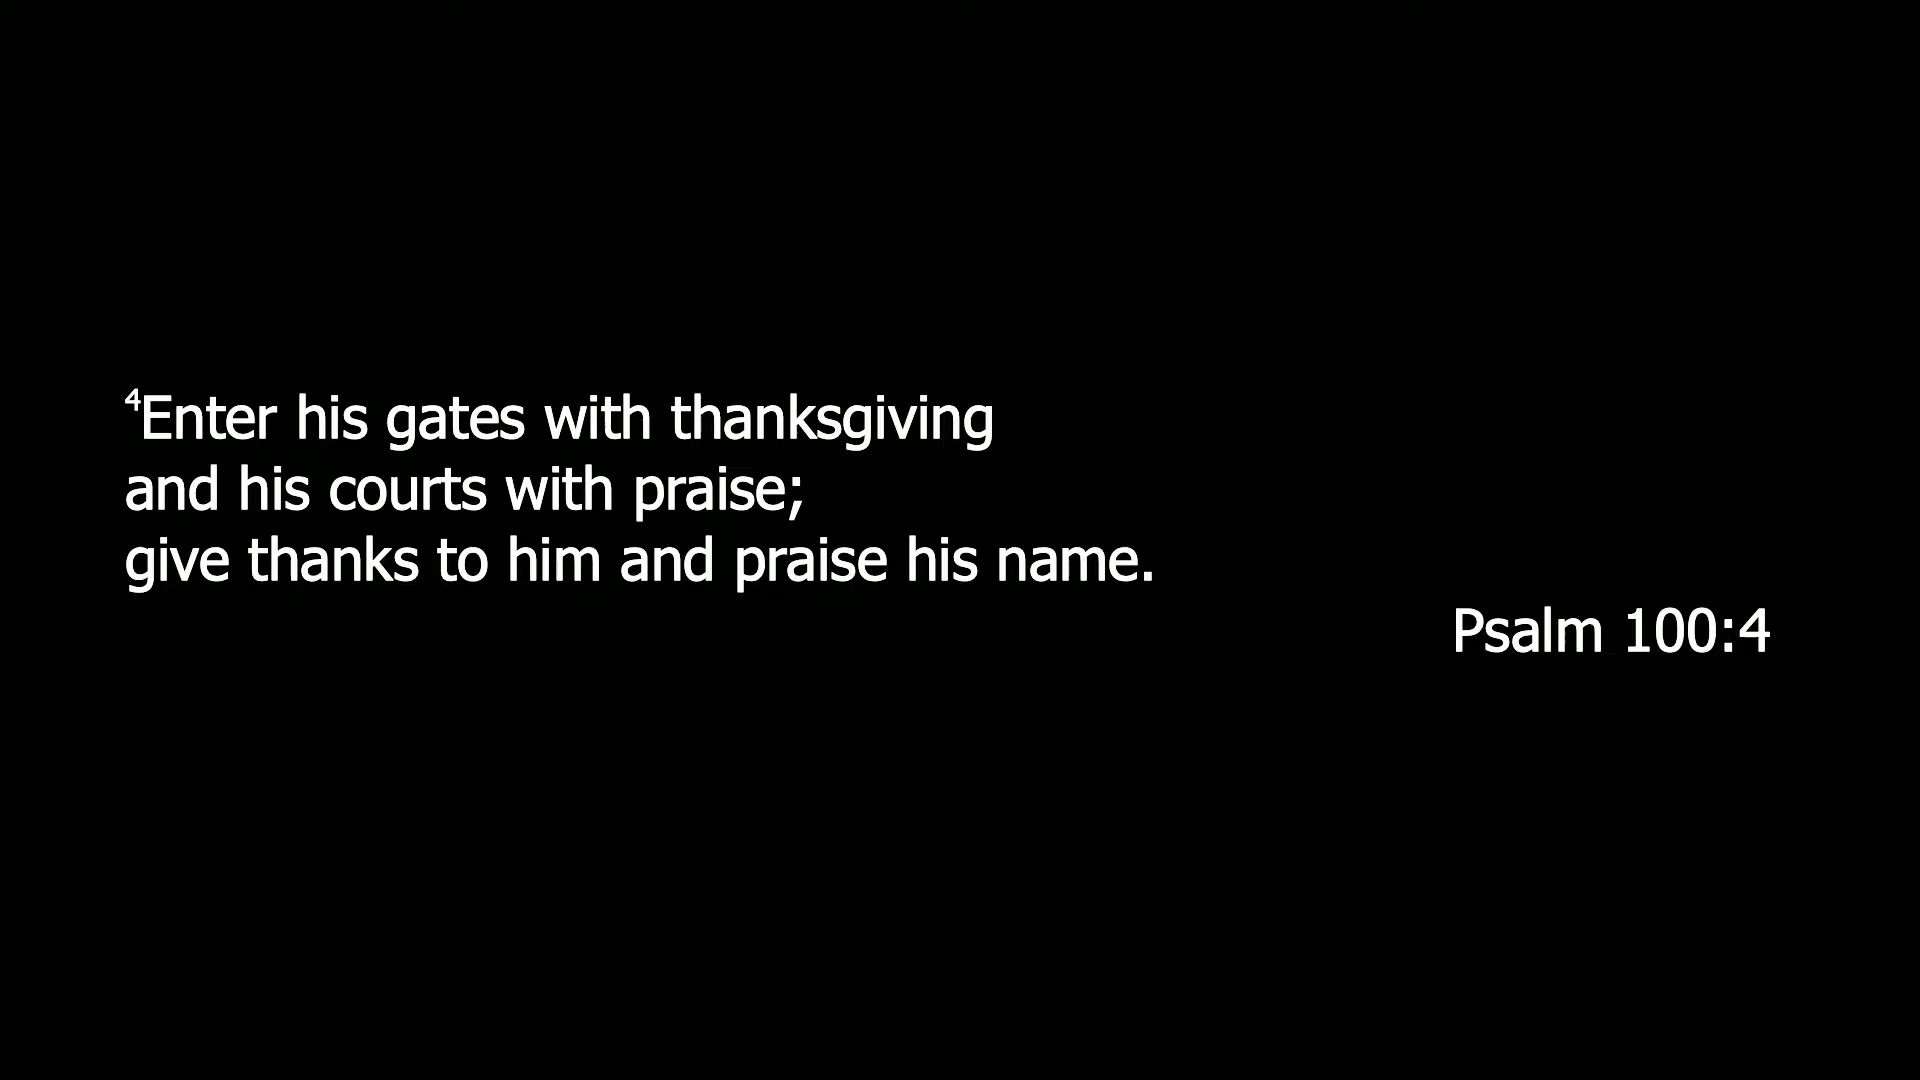 ⁴Enter his gates with thanksgiving
and his courts with praise;
give thanks to him and praise his name.
Psalm 100:4